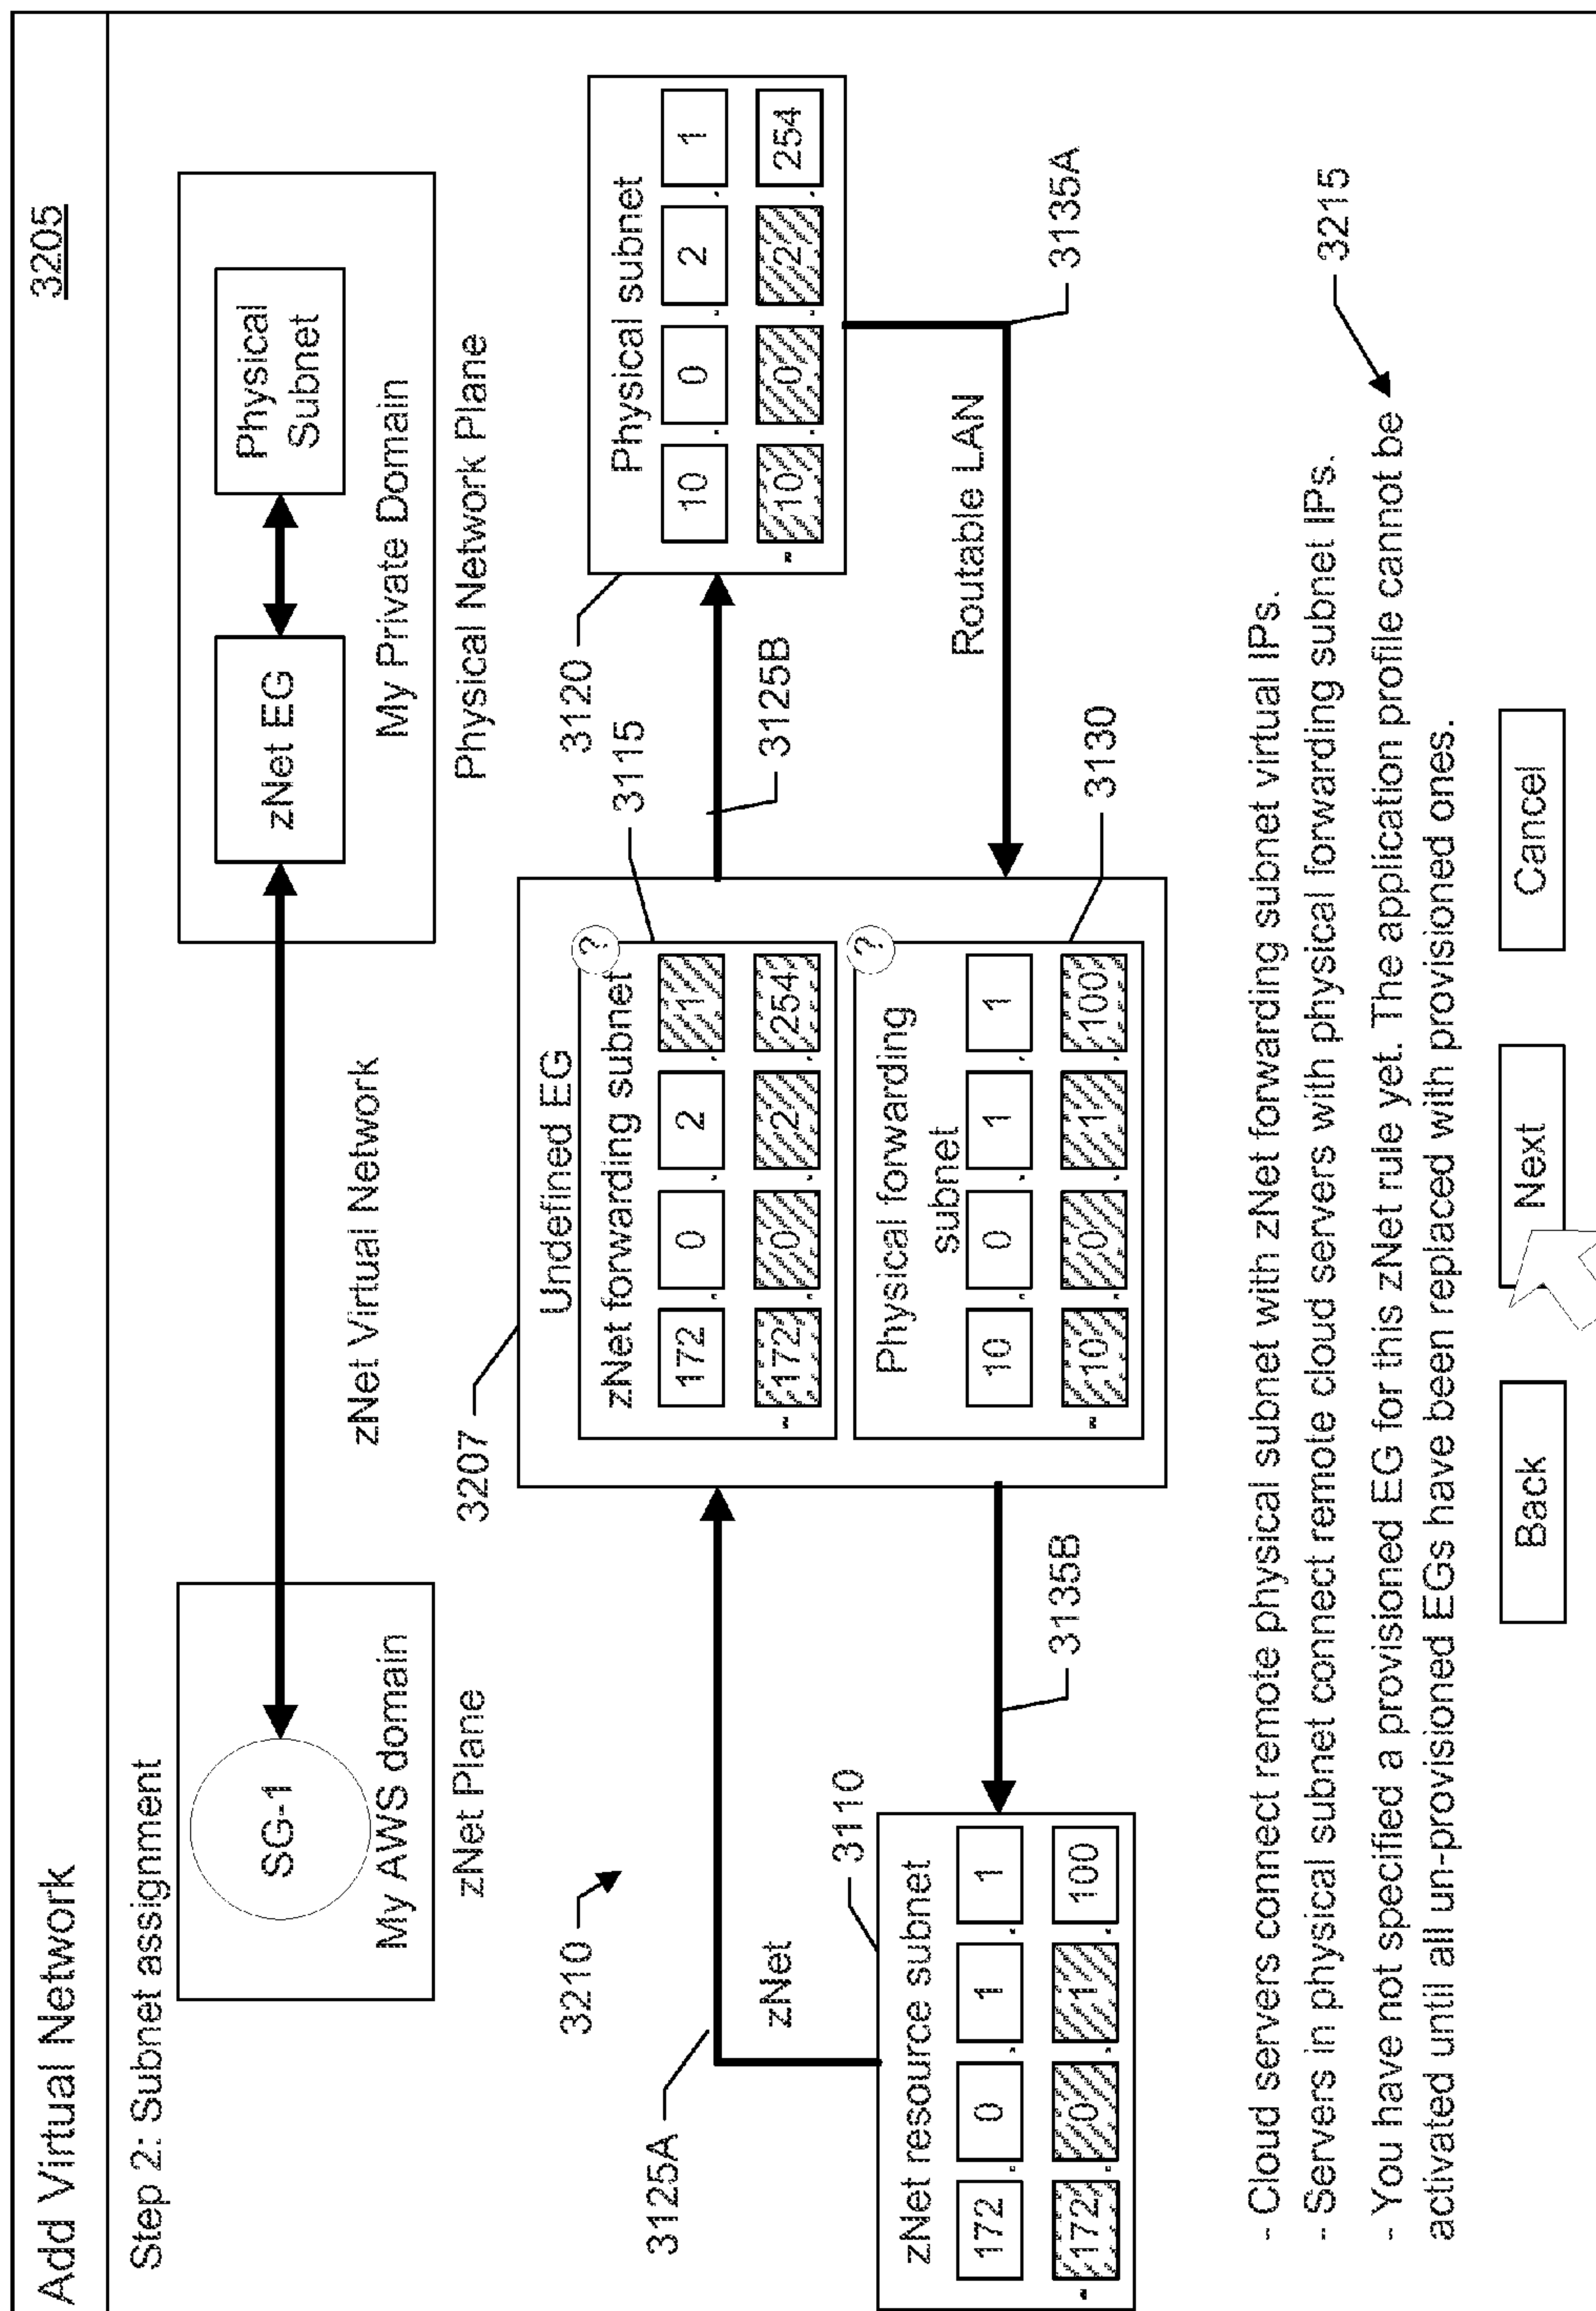 Add Virtual Network
3205
Step 2: Subnet assignment
SG-1
My AWS domain
zNet Plane
zNet Virtual Network
zNet EG
Physical
Subnet
My Private Domain
Physical Network Plane
3210
3125A
zNet
3110
zNet resource subnet
172 . 0 . 1 . 1
- 172 . 0 . 1 . 100
3207
Undefined EG
3115
zNet forwarding subnet
?
172 . 0 . 2 . 1
- 172 . 0 . 2 . 254
Physical forwarding
subnet
?
10 . 0 . 1 . 1
- 10 . 0 . 1 . 100
3130
3135B
3125B
3120
Physical subnet
10 . 0 . 2 . 1
- 10 . 0 . 2 . 254
Routable LAN
3135A
- Cloud servers connect remote physical subnet with zNet forwarding subnet virtual IPs.
- Servers in physical subnet connect remote cloud servers with physical forwarding subnet IPs.
- You have not specified a provisioned EG for this zNet rule yet. The application profile cannot be
activated until all un-provisioned EGs have been replaced with provisioned ones.
3215
Back
Next
Cancel